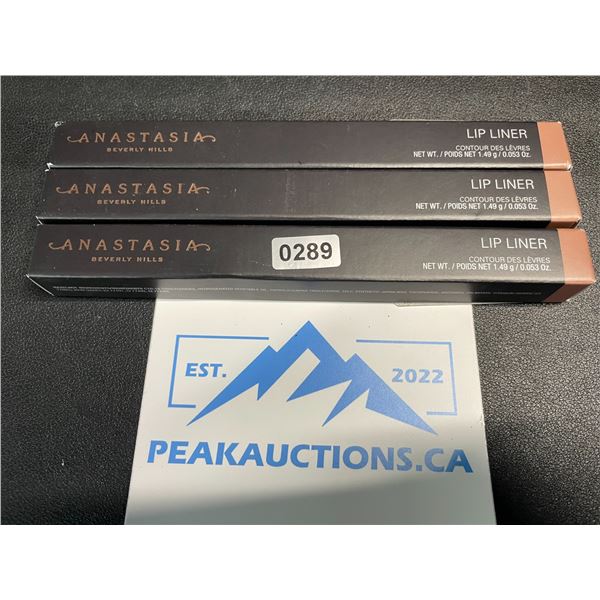 ANASTASIA
BEVERLY HILLS
LIP LINER
CONTOUR DES LÈVRES
NET WT. / POIDS NET 1.49 g / 0.053 Oz.
ANASTASIA
BEVERLY HILLS
LIP LINER
CONTOUR DES LÈVRES
NET WT. / POIDS NET 1.49 g / 0.053 Oz.
ANASTASIA
BEVERLY HILLS
0289
LIP LINER
CONTOUR DES LÈVRES
NET WT. / POIDS NET 1.49 g / 0.053 Oz.
EST.
2022
PEAKAUCTIONS.CA